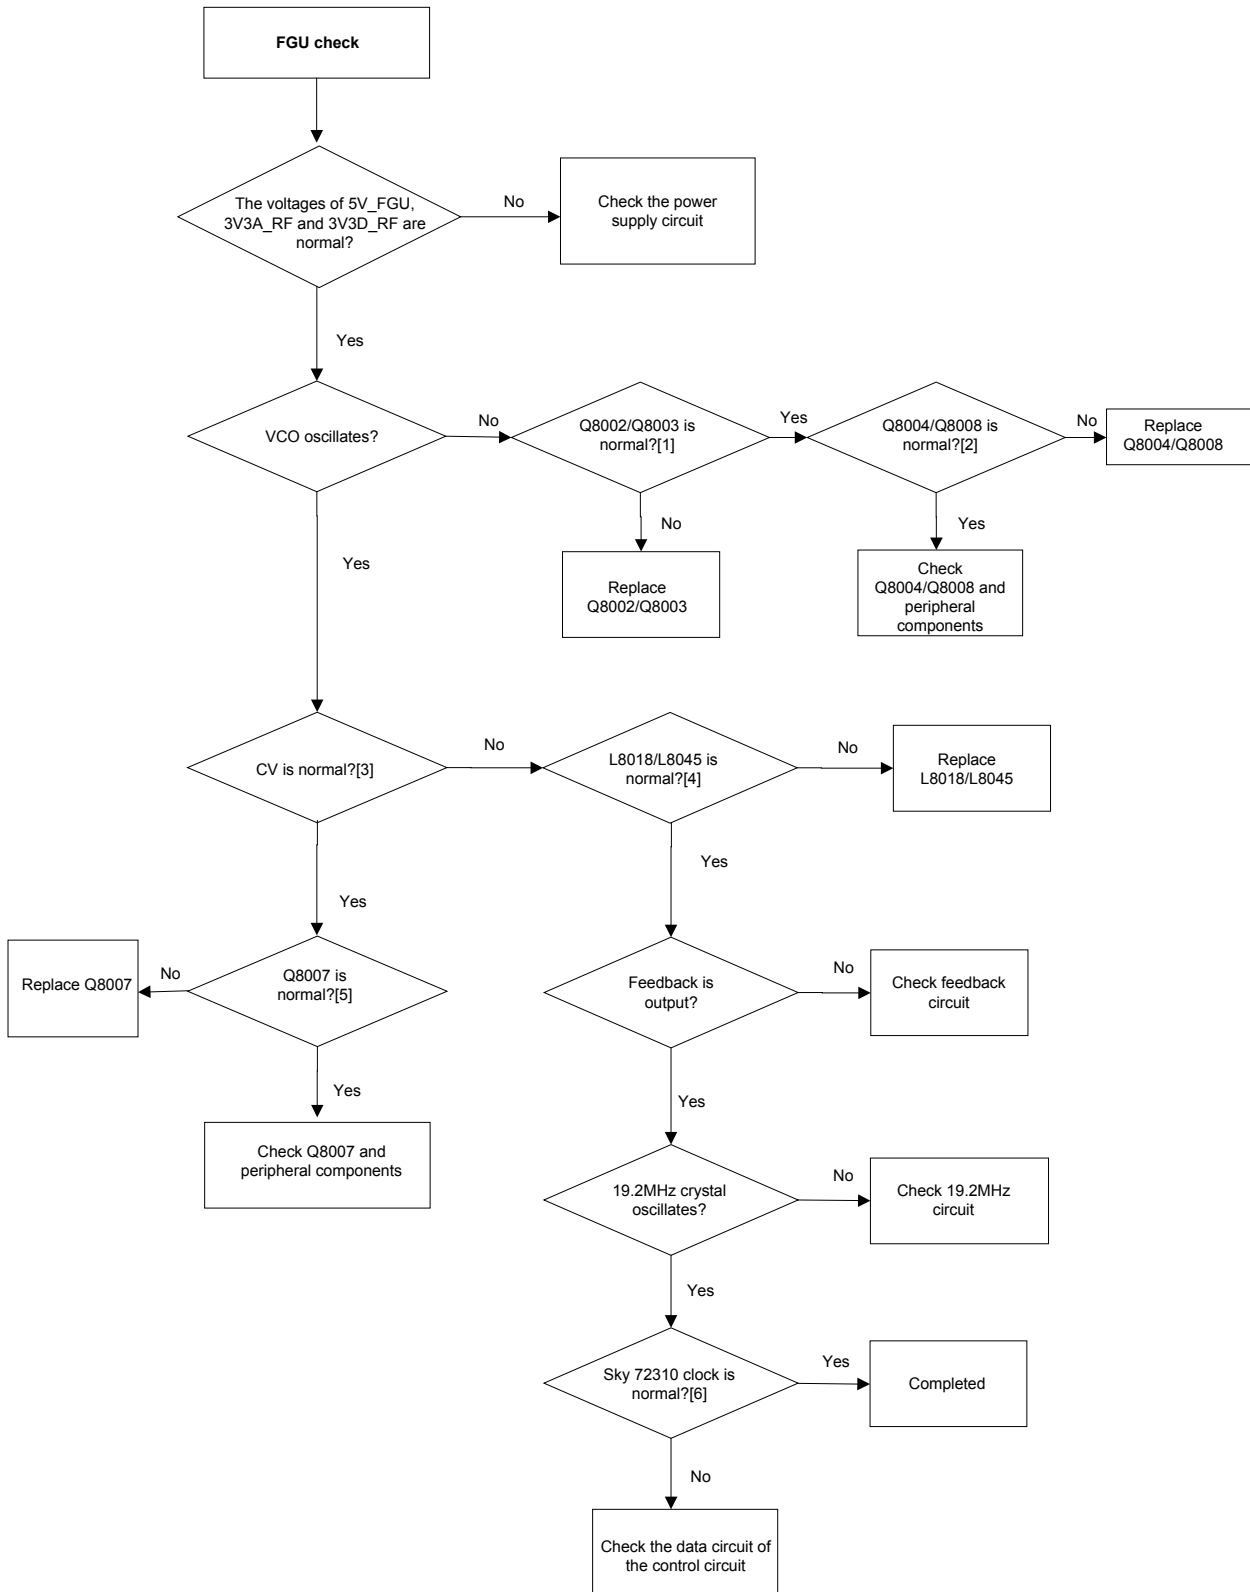 FGU check
The voltages of 5V_FGU,
3V3A_RF and 3V3D_RF are
normal?
No
Check the power
supply circuit
Yes
VCO oscillates?
No
Q8002/Q8003 is
normal?[1]
Yes
Q8004/Q8008 is
normal?[2]
No
Replace
Q8004/Q8008
No
Yes
Yes
Replace
Q8002/Q8003
Check
Q8004/Q8008 and
peripheral
components
CV is normal?[3]
No
L8018/L8045 is
normal?[4]
No
Replace
L8018/L8045
Yes
Yes
Replace Q8007
No
Q8007 is
normal?[5]
Feedback is
output?
No
Check feedback
circuit
Yes
Yes
Check Q8007 and
peripheral components
19.2MHz crystal
oscillates?
No
Check 19.2MHz
circuit
Yes
Sky 72310 clock is
normal?[6]
Yes
Completed
No
Check the data circuit of
the control circuit